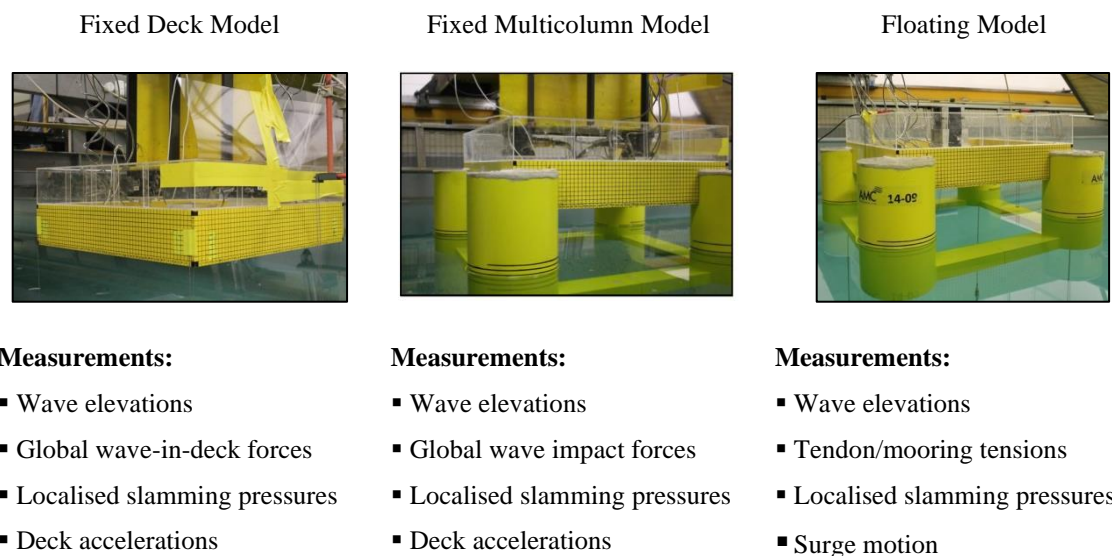 Fixed Deck Model
Fixed Multicolumn Model
Floating Model
AMC 14-09
AMC
Measurements:
▪ Wave elevations
▪ Global wave-in-deck forces
▪ Localised slamming pressures
▪ Deck accelerations
Measurements:
▪ Wave elevations
▪ Global wave impact forces
▪ Localised slamming pressures
▪ Deck accelerations
Measurements:
▪ Wave elevations
▪ Tendon/mooring tensions
▪ Localised slamming pressures
▪ Surge motion